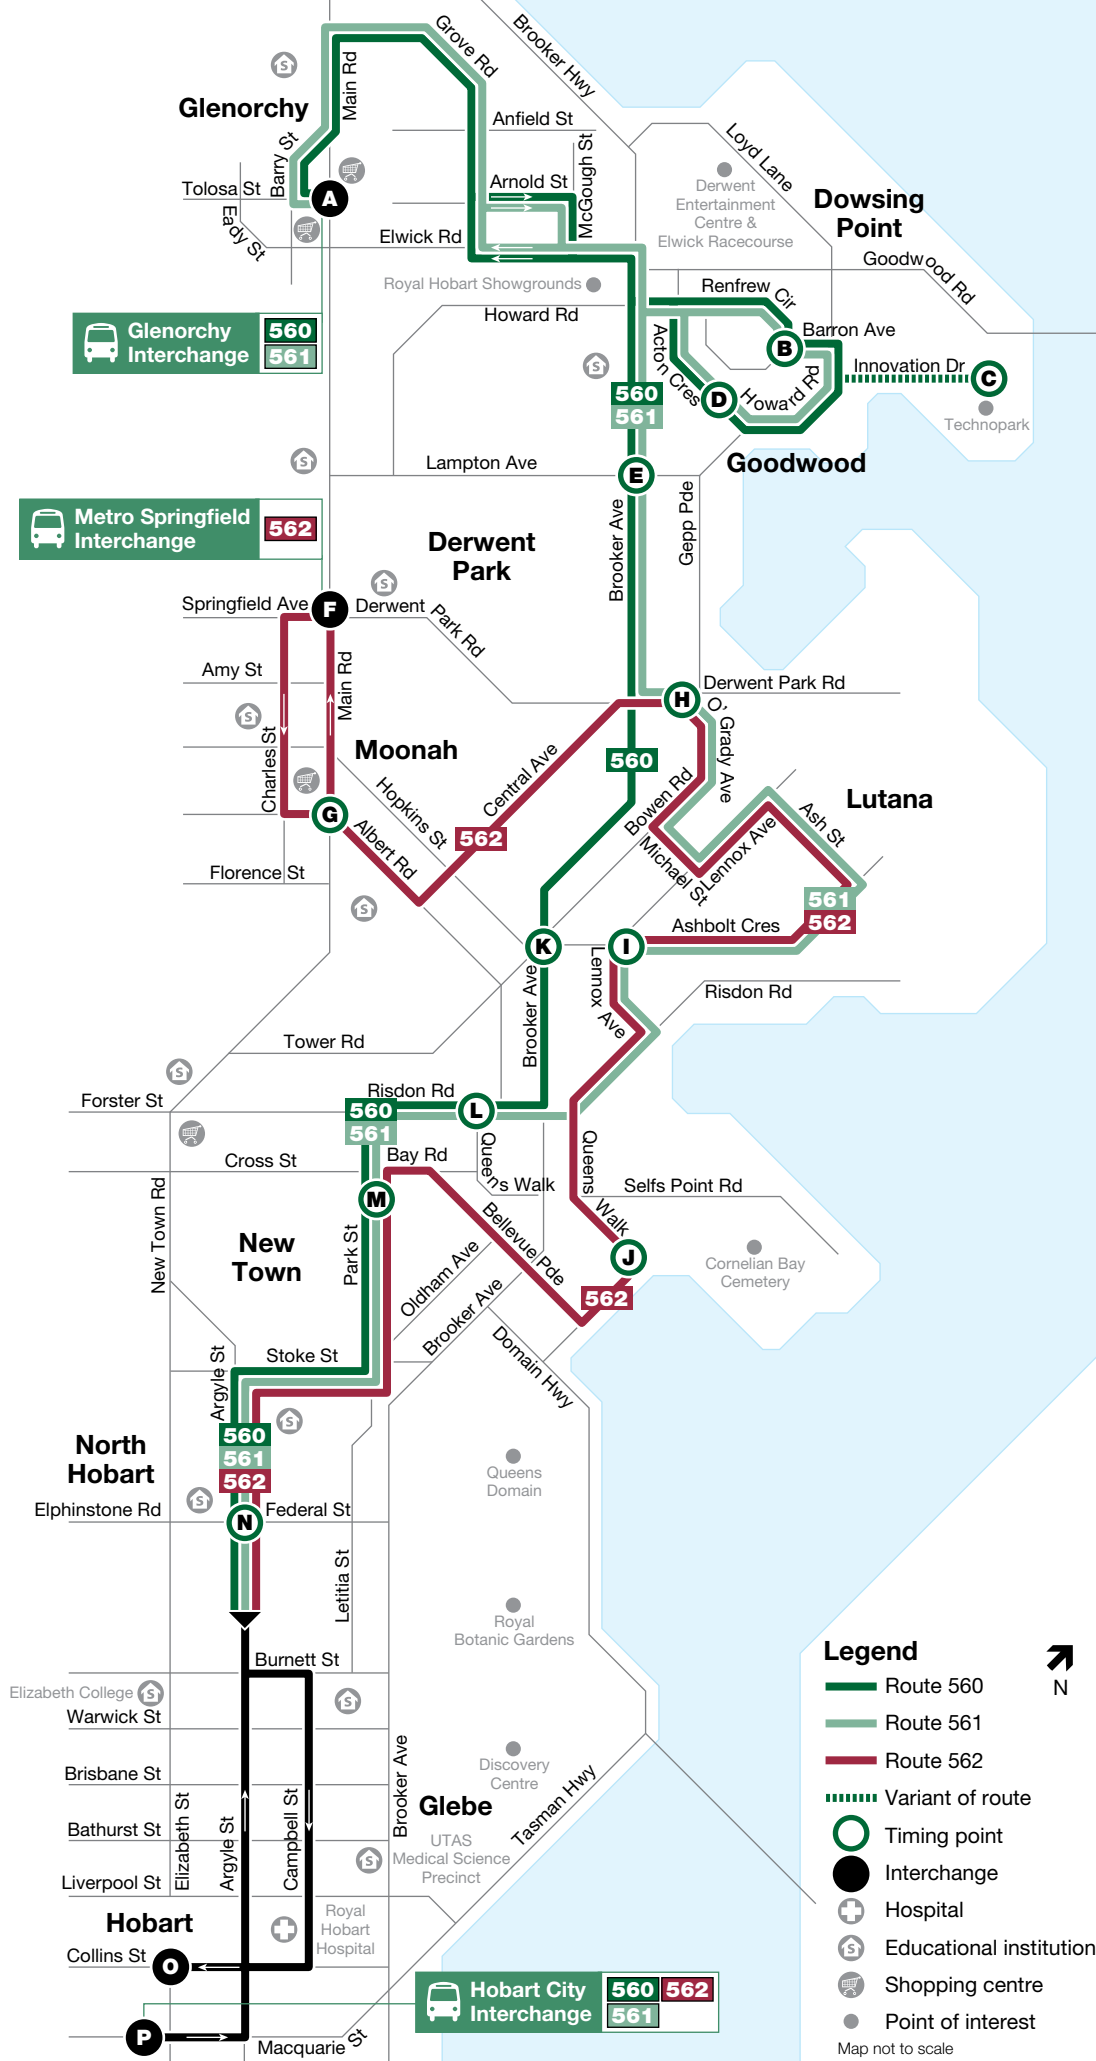 Brooker Hwy
Grove Rd
Main Rd
Glenorchy
Anfield St
Loyd Lane
McGough St
Barry St
Derwent
Entertainment
Centre &
Elwick Racecourse
Dowsing
Point
Tolosa St
A
Arnold St
Eady St
Elwick Rd
Goodwood Rd
Royal Hobart Showgrounds
Renfrew Cir
Howard Rd
Glenorchy
Interchange
560
561
Barron Ave
B
Acton Cres
Innovation Dr
C
Howard Rd
D
Technopark
560
561
Lampton Ave
E
Goodwood
Metro Springfield
Interchange
562
Brooker Ave
Gepp Pde
Derwent
Park
Springfield Ave
F
Derwent Park Rd
Amy St
Main Rd
Derwent Park Rd
H
O'Grady Ave
Charles St
Moonah
560
Central Ave
Hopkins St
Bowen Rd
Lutana
G
Albert Rd
562
Ash St
Lennox Ave
Michael St
Florence St
561
562
Ashbolt Cres
K
I
Lennox Ave
Brooker Ave
Risdon Rd
Tower Rd
Forster St
Risdon Rd
560
561
L
Bay Rd
Cross St
Queens Walk
Queens Walk
Selfs Point Rd
M
New Town Rd
New
Town
Park St
Bellevue Pde
Oldham Ave
J
Cornelian Bay
Cemetery
562
Brooker Ave
Domain Hwy
Stoke St
Argyle St
560
561
562
North
Hobart
Queens
Domain
Elphinstone Rd
N
Federal St
Letitia St
Royal
Botanic Gardens
Burnett St
Elizabeth College
Warwick St
Brisbane St
Brooker Ave
Discovery
Centre
Tasman Hwy
Glebe
Bathurst St
Elizabeth St
Argyle St
Campbell St
UTAS
Medical Science
Precinct
Liverpool St
Hobart
Royal
Hobart
Hospital
Collins St
O
Hobart City
Interchange
560
562
561
P
Macquarie St
Legend
N
Route 560
Route 561
Route 562
Variant of route
Timing point
Interchange
Hospital
S
Educational institution
Shopping centre
Point of interest
Map not to scale